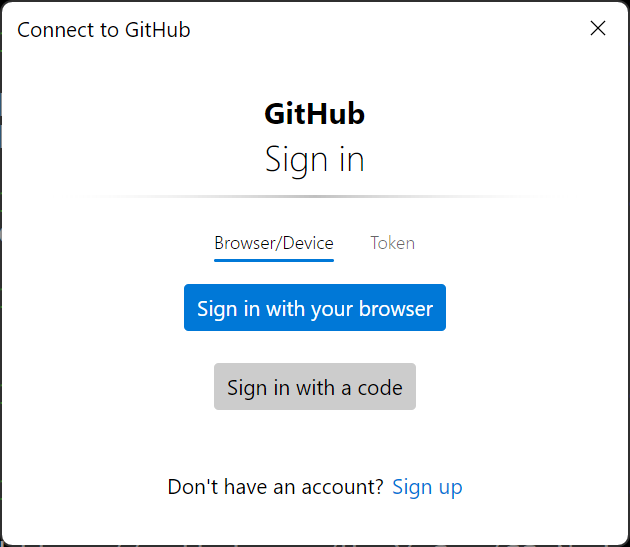 Connect to GitHub
GitHub
Sign in
Browser/Device Token
Sign in with your browser
Sign in with a code
Don't have an account? Sign up